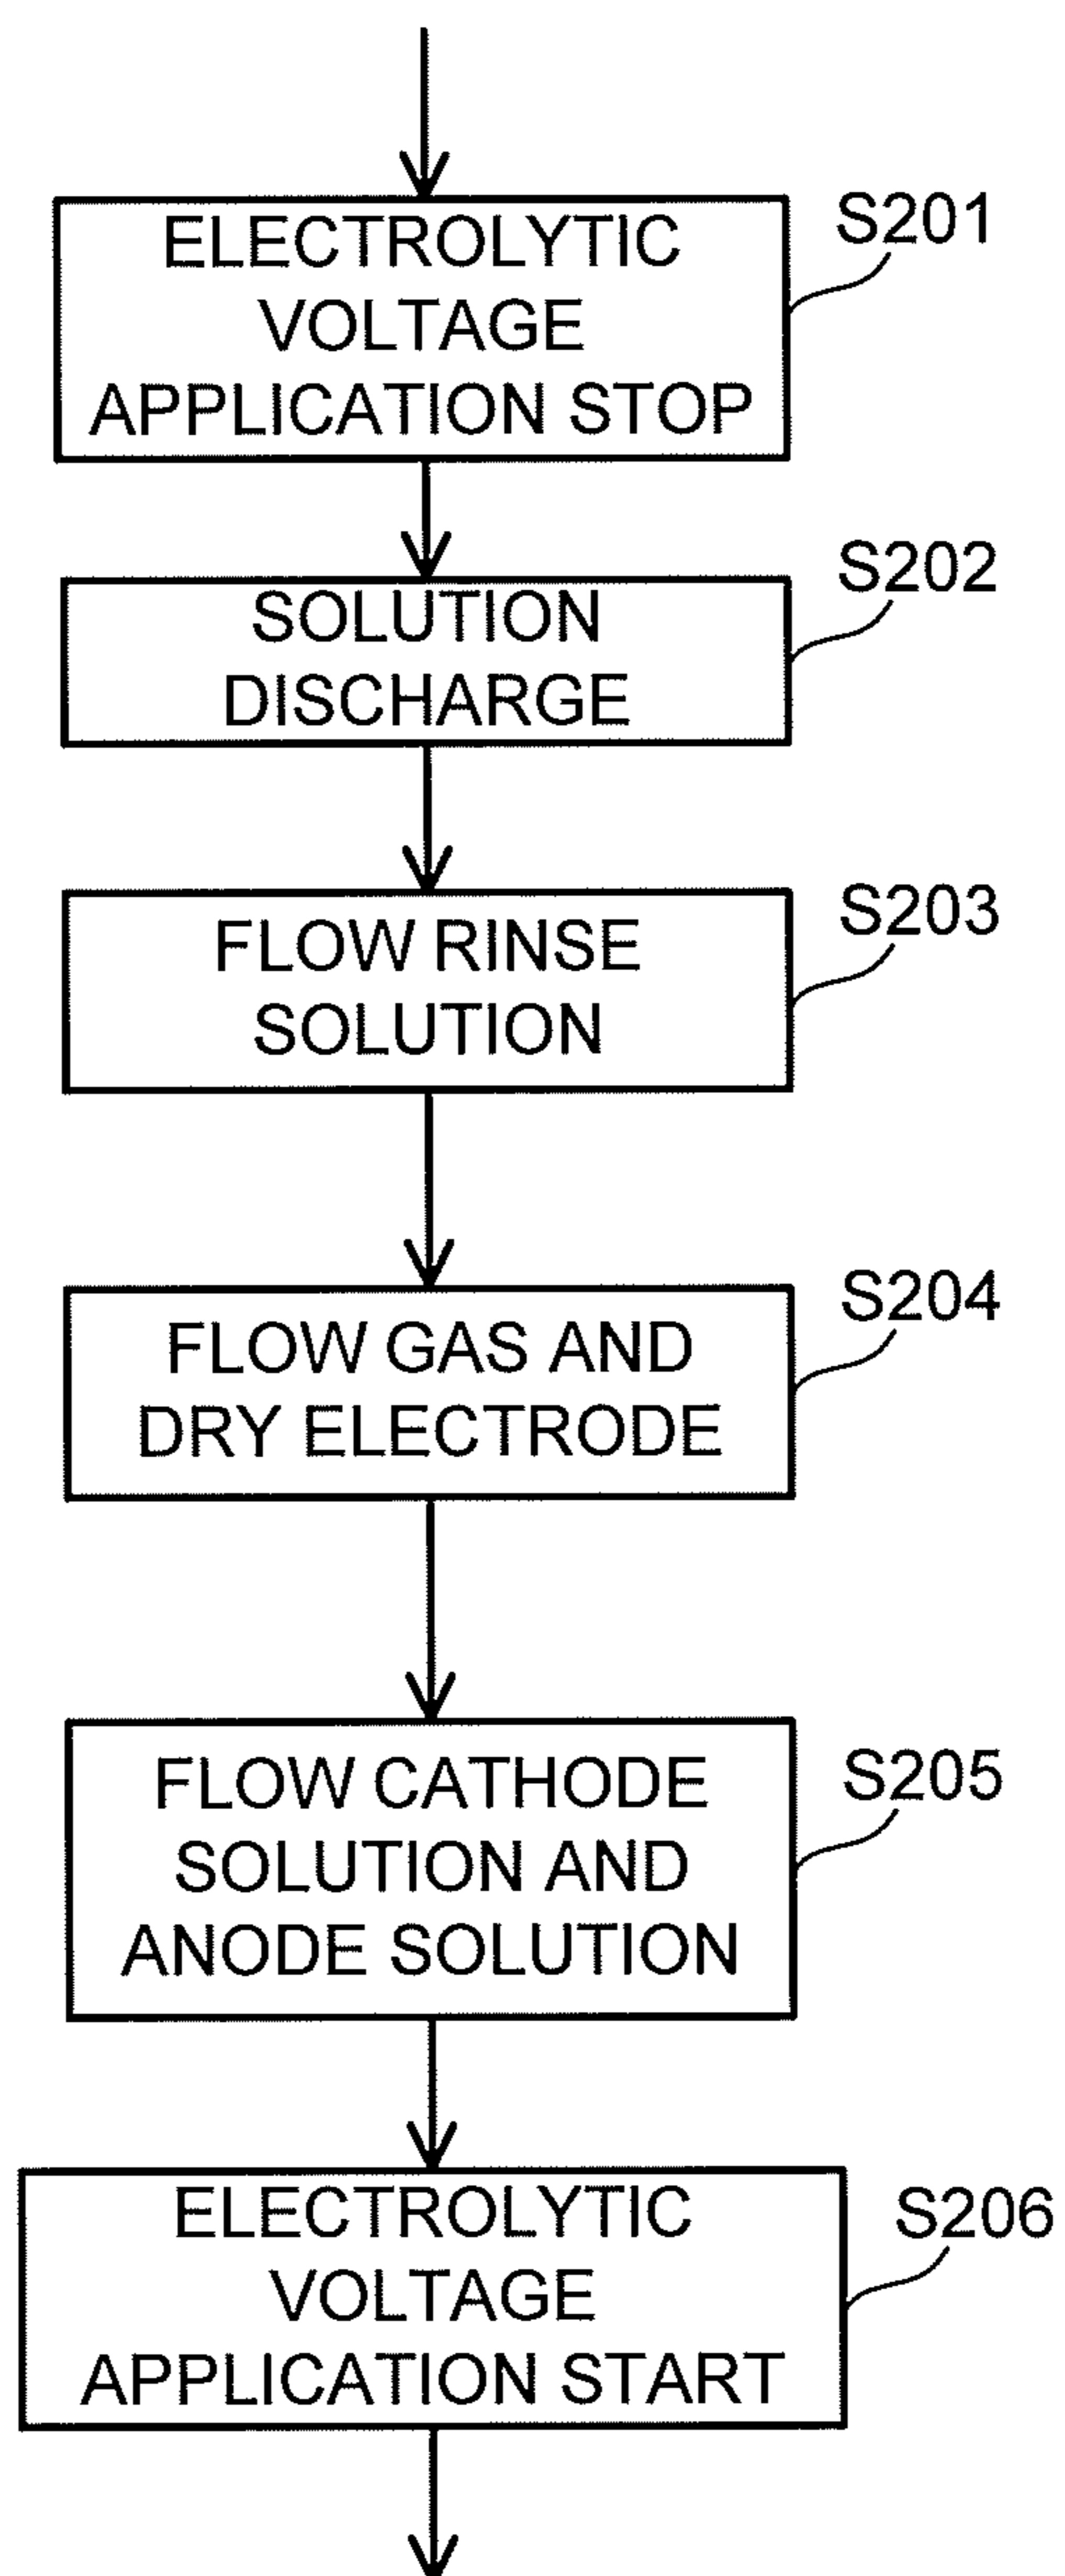 ELECTROLYTIC
VOLTAGE
APPLICATION STOP
S201
SOLUTION
DISCHARGE
S202
FLOW RINSE
SOLUTION
S203
FLOW GAS AND
DRY ELECTRODE
S204
FLOW CATHODE
SOLUTION AND
ANODE SOLUTION
S205
ELECTROLYTIC
VOLTAGE
APPLICATION START
S206